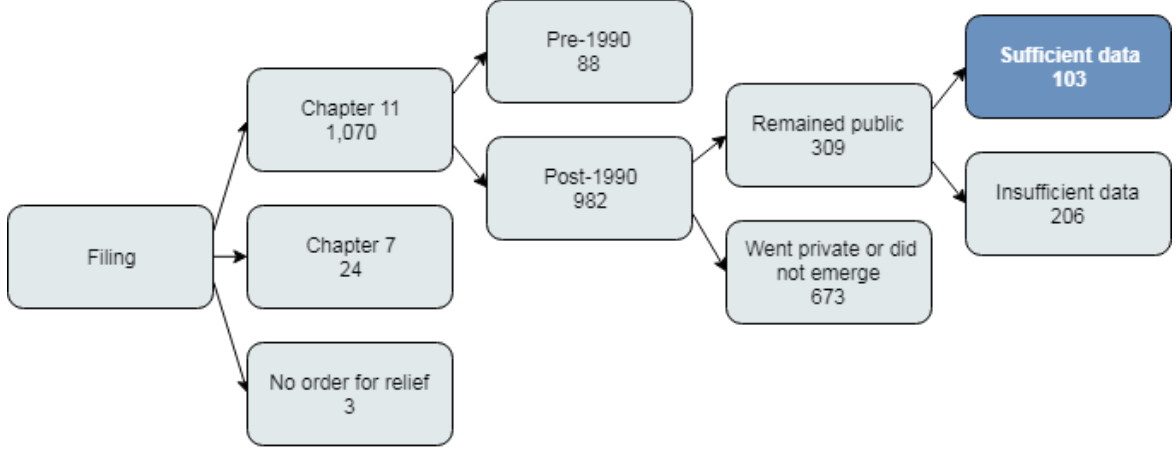 Filing
Chapter 11
1,070
Chapter 7
24
No order for relief
3
Pre-1990
88
Post-1990
982
Remained public
309
Went private or did
not emerge
673
Sufficient data
103
Insufficient data
206